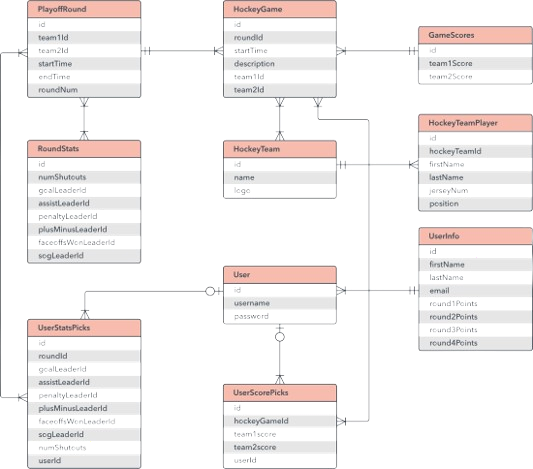 PlayoffRound
id
team1Id
team2Id
startTime
endTime
roundNum
HockeyGame
id
roundId
startTime
description
team1Id
team2Id
GameScores
id
team1Score
team2Score
RoundStats
id
numShutouts
goalLeaderId
assistLeaderId
penaltyLeaderId
plusMinusLeaderId
faceoffsWonLeaderId
sogLeaderId
HockeyTeam
id
name
logo
HockeyTeamPlayer
id
hockeyTeamId
firstName
lastName
jerseyNum
position
User
id
username
password
UserInfo
id
firstName
lastName
email
round1Points
round2Points
round3Points
round4Points
UserStatsPicks
id
roundId
goalLeaderId
assistLeaderId
penaltyLeaderId
plusMinusLeaderId
faceoffsWonLeaderId
sogLeaderId
numShutouts
userId
UserScorePicks
id
hockeyGameId
team1score
team2score
userId